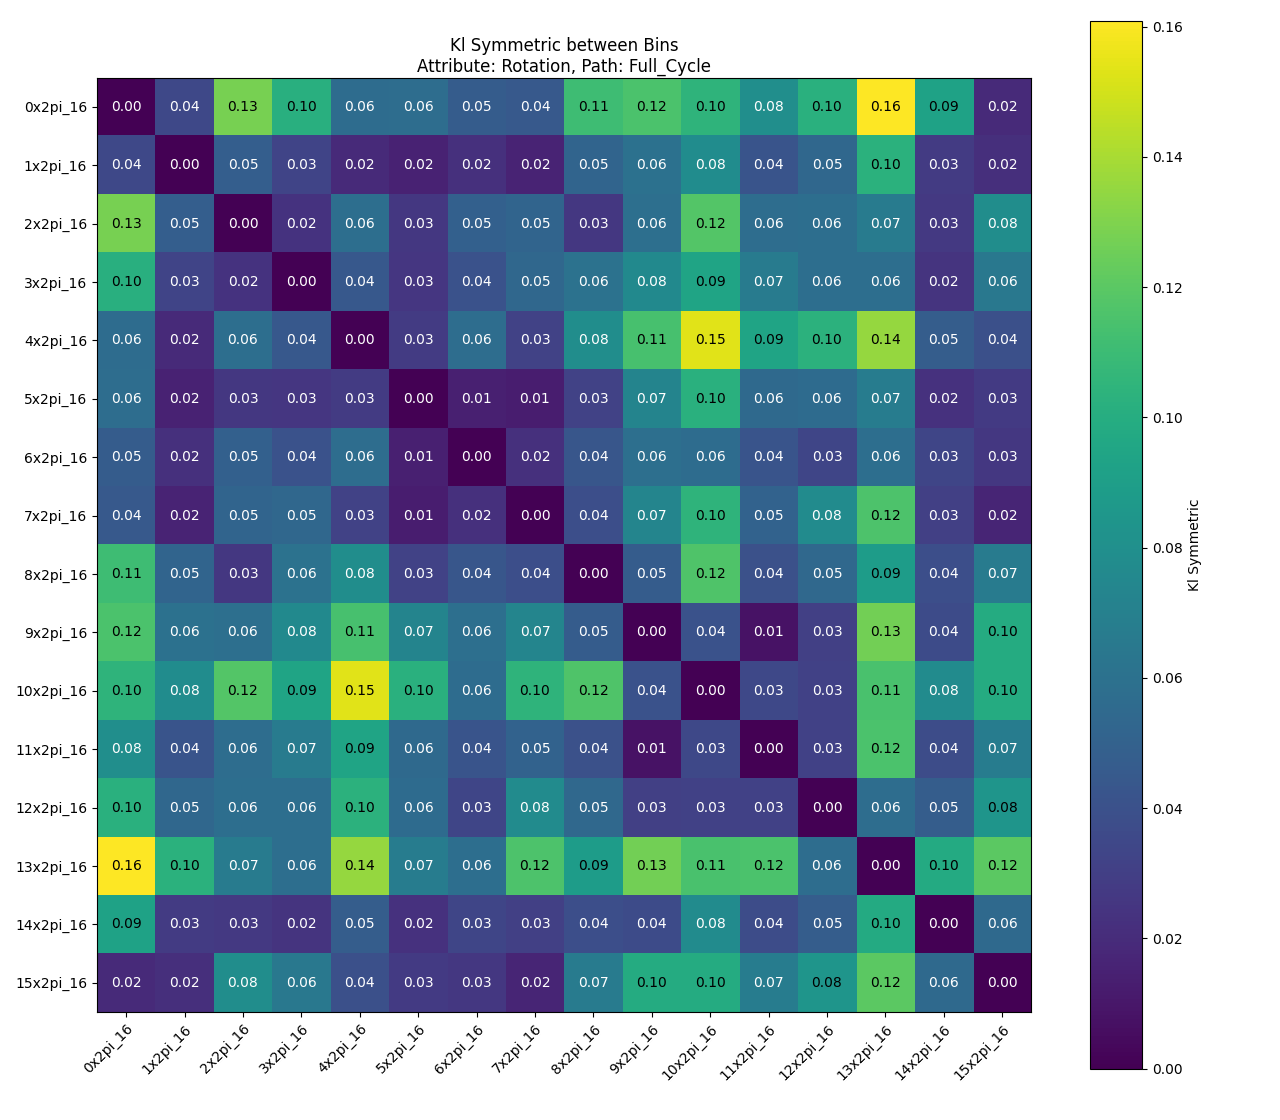 Kl Symmetric between Bins
Attribute: Rotation, Path: Full_Cycle
0x2pi_16 0.00 0.04 0.13 0.10 0.06 0.06 0.05 0.04 0.11 0.12 0.10 0.08 0.10 0.16 0.09 0.02
1x2pi_16 0.04 0.00 0.05 0.03 0.02 0.02 0.02 0.02 0.05 0.06 0.08 0.04 0.05 0.10 0.03 0.02
2x2pi_16 0.13 0.05 0.00 0.02 0.06 0.03 0.05 0.05 0.03 0.06 0.12 0.06 0.06 0.07 0.03 0.08
3x2pi_16 0.10 0.03 0.02 0.00 0.04 0.03 0.04 0.05 0.06 0.08 0.09 0.07 0.06 0.06 0.02 0.06
4x2pi_16 0.06 0.02 0.06 0.04 0.00 0.03 0.06 0.03 0.08 0.11 0.15 0.09 0.10 0.14 0.05 0.04
5x2pi_16 0.06 0.02 0.03 0.03 0.03 0.00 0.01 0.01 0.03 0.07 0.10 0.06 0.06 0.07 0.02 0.03
6x2pi_16 0.05 0.02 0.05 0.04 0.06 0.01 0.00 0.02 0.04 0.06 0.06 0.04 0.03 0.06 0.03 0.03
7x2pi_16 0.04 0.02 0.05 0.05 0.03 0.01 0.02 0.00 0.04 0.07 0.10 0.05 0.08 0.12 0.03 0.02
8x2pi_16 0.11 0.05 0.03 0.06 0.08 0.03 0.04 0.04 0.00 0.05 0.12 0.04 0.05 0.09 0.04 0.07
9x2pi_16 0.12 0.06 0.06 0.08 0.11 0.07 0.06 0.07 0.05 0.00 0.04 0.01 0.03 0.13 0.04 0.10
10x2pi_16 0.10 0.08 0.12 0.09 0.15 0.10 0.06 0.10 0.12 0.04 0.00 0.03 0.03 0.11 0.08 0.10
11x2pi_16 0.08 0.04 0.06 0.07 0.09 0.06 0.04 0.05 0.04 0.01 0.03 0.00 0.03 0.12 0.04 0.07
12x2pi_16 0.10 0.05 0.06 0.06 0.10 0.06 0.03 0.08 0.05 0.03 0.03 0.03 0.00 0.06 0.05 0.08
13x2pi_16 0.16 0.10 0.07 0.06 0.14 0.07 0.06 0.12 0.09 0.13 0.11 0.12 0.06 0.00 0.10 0.12
14x2pi_16 0.09 0.03 0.03 0.02 0.05 0.02 0.03 0.03 0.04 0.04 0.08 0.04 0.05 0.10 0.00 0.06
15x2pi_16 0.02 0.02 0.08 0.06 0.04 0.03 0.03 0.02 0.07 0.10 0.10 0.07 0.08 0.12 0.06 0.00
0x2pi_16 1x2pi_16 2x2pi_16 3x2pi_16 4x2pi_16 5x2pi_16 6x2pi_16 7x2pi_16 8x2pi_16 9x2pi_16 10x2pi_16 11x2pi_16 12x2pi_16 13x2pi_16 14x2pi_16 15x2pi_16
0.16
0.14
0.12
0.10
0.08
0.06
0.04
0.02
0.00
Kl Symmetric